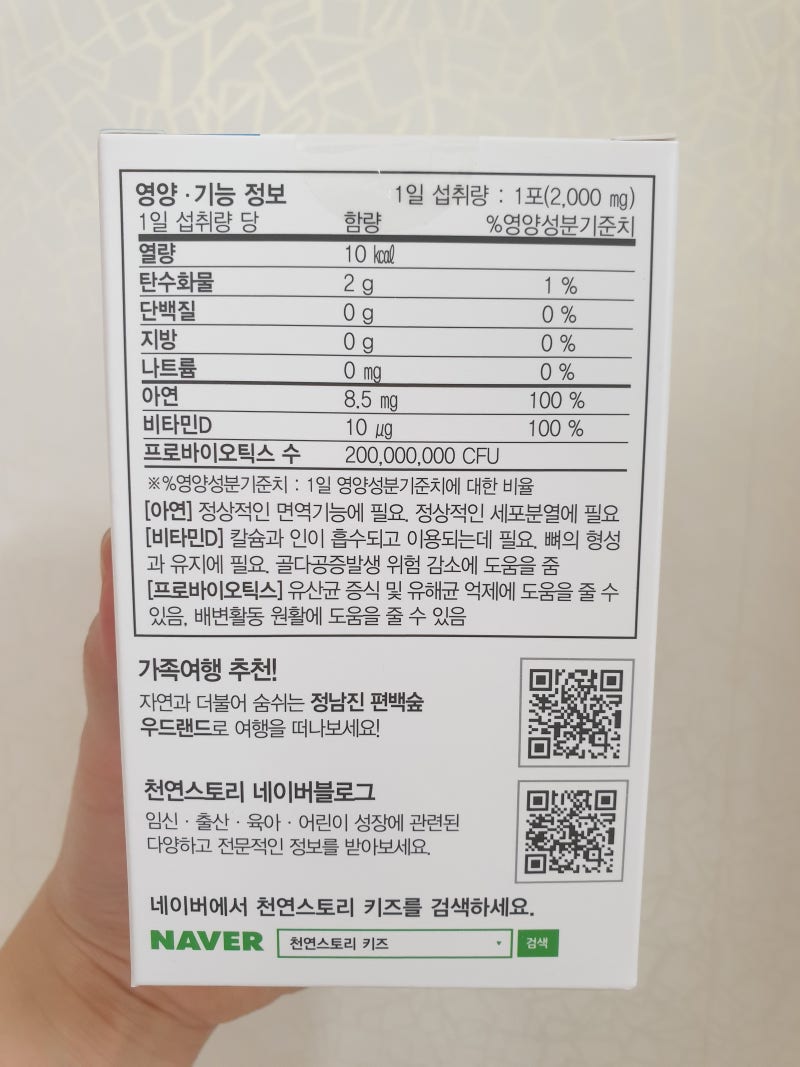 영양·기능 정보 1일 섭취량 : 1포(2,000 mg)
1일 섭취량 당 함량 %영양성분기준치
열량 10 kcal
탄수화물 2 g 1 %
단백질 0 g 0 %
지방 0 g 0 %
나트륨 0 mg 0 %
아연 8.5 mg 100 %
비타민D 10 μg 100 %
프로바이오틱스 수 200,000,000 CFU
※%영양성분기준치 : 1일 영양성분기준치에 대한 비율
[아연] 정상적인 면역기능에 필요. 정상적인 세포분열에 필요
[비타민D] 칼슘과 인이 흡수되고 이용되는데 필요. 뼈의 형성
과 유지에 필요. 골다공증발생 위험 감소에 도움을 줌
[프로바이오틱스] 유산균 증식 및 유해균 억제에 도움을 줄 수
있음, 배변활동 원활에 도움을 줄 수 있음
가족여행 추천!
자연과 더불어 숨쉬는 정남진 편백숲
우드랜드로 여행을 떠나보세요!
천연스토리 네이버블로그
임신 · 출산 · 육아 · 어린이 성장에 관련된
다양하고 전문적인 정보를 받아보세요.
네이버에서 천연스토리 키즈를 검색하세요.
NAVER 천연스토리 키즈 검색